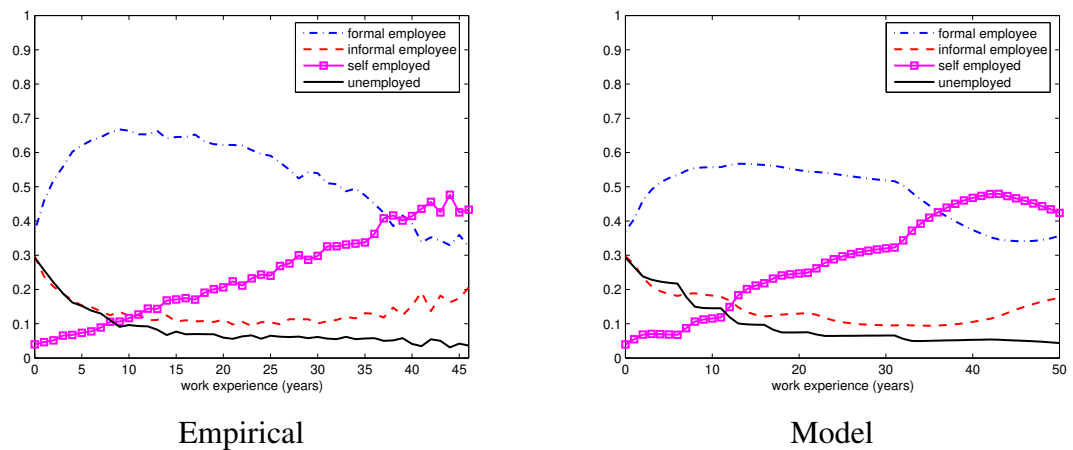 1
0.9
0.8
0.7
0.6
0.5
0.4
0.3
0.2
0.1
0
0 5 10 15 20 25 30 35 40 45
work experience (years)
formal employee
informal employee
self employed
unemployed
Empirical
1
0.9
0.8
0.7
0.6
0.5
0.4
0.3
0.2
0.1
0
0 10 20 30 40 50
work experience (years)
formal employee
informal employee
self employed
unemployed
Model